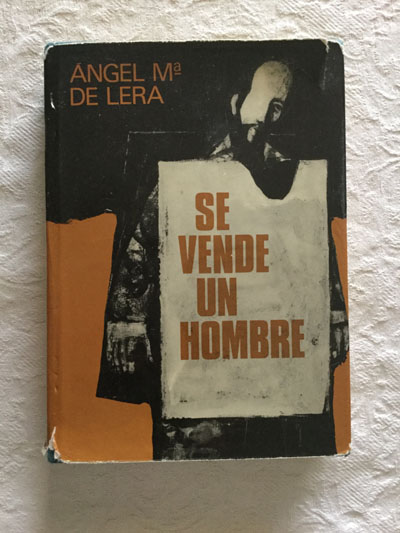 ÁNGEL Mª
DE LERA
SE
VENDE
UN
HOMBRE